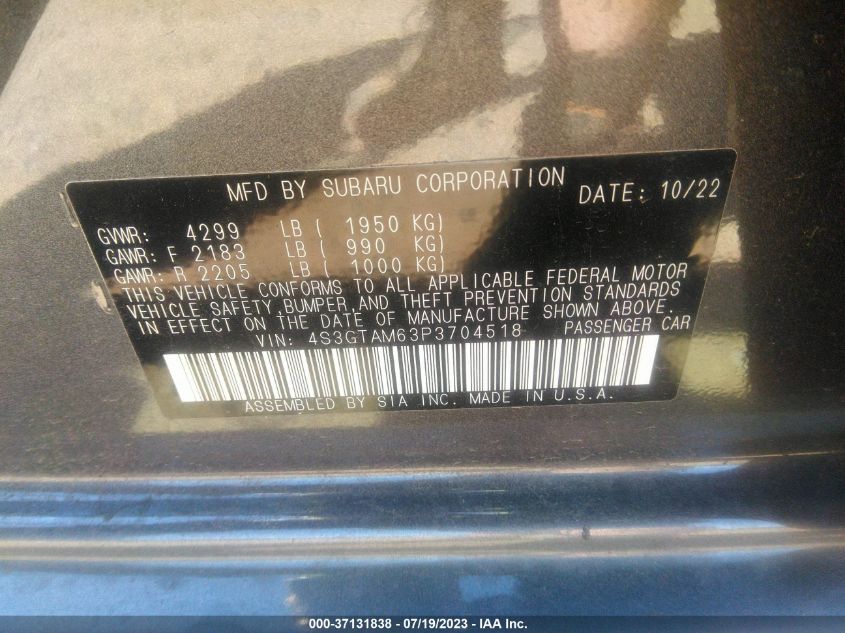 MFD BY SUBARU CORPORATION DATE: 10/22
GVWR: 4299 LB ( 1950 KG)
GAWR: F 2183 LB ( 990 KG)
GAWR: R 2205 LB ( 1000 KG)
THIS VEHICLE CONFORMS TO ALL APPLICABLE FEDERAL MOTOR
VEHICLE SAFETY,BUMPER,AND THEFT PREVENTION STANDARDS
IN EFFECT ON THE DATE OF MANUFACTURE SHOWN ABOVE.
VIN: 4S3GTAM63P3704518 PASSENGER CAR
ASSEMBLED BY SIA INC. MADE IN U.S.A.
000-37131838 - 07/19/2023 - IAA Inc.